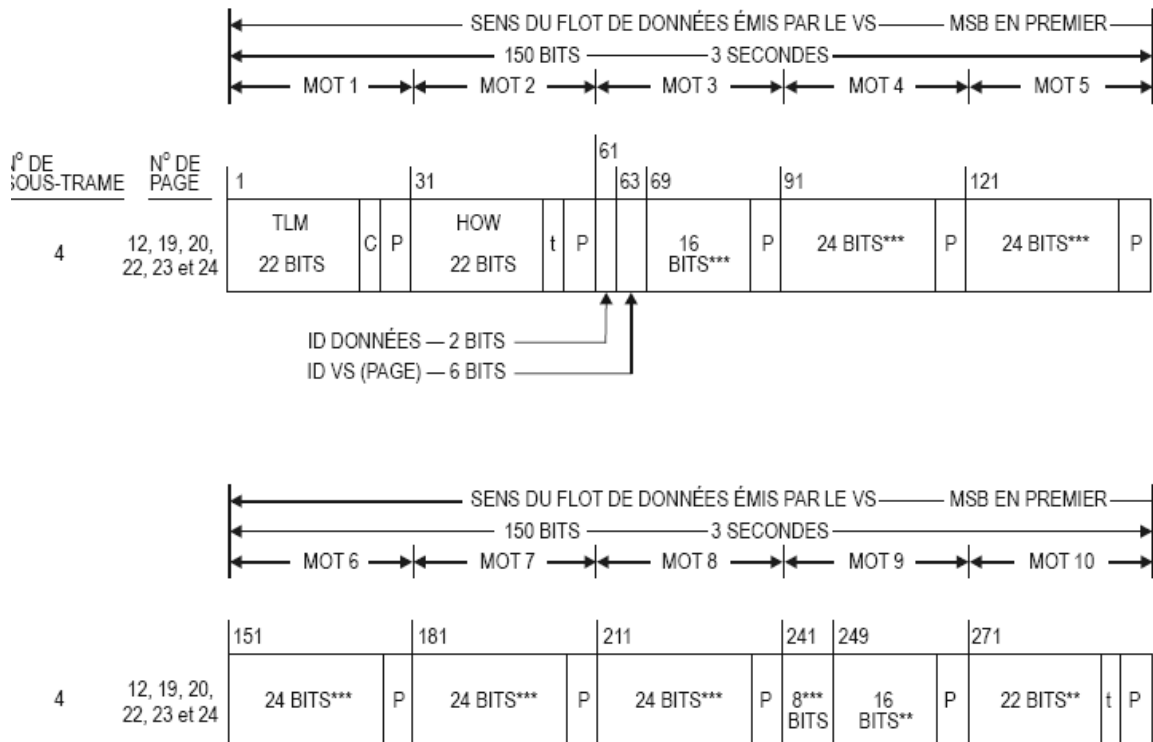 SENS DU FLOT DE DONNÉES ÉMIS PAR LE VS MSB EN PREMIER
150 BITS 3 SECONDES
MOT 1 MOT 2 MOT 3 MOT 4 MOT 5
N° DE SOUS-TRAME
N° DE PAGE
1 31 61 63 69 91 121
4
12, 19, 20,
22, 23 et 24
TLM
22 BITS
C
P
HOW
22 BITS
t
P
16
BITS***
P
24 BITS***
P
24 BITS***
P
ID DONNÉES — 2 BITS
ID VS (PAGE) — 6 BITS
SENS DU FLOT DE DONNÉES ÉMIS PAR LE VS MSB EN PREMIER
150 BITS 3 SECONDES
MOT 6 MOT 7 MOT 8 MOT 9 MOT 10
151 181 211 241 249 271
4
12, 19, 20,
22, 23 et 24
24 BITS***
P
24 BITS***
P
24 BITS***
P
8***
BITS
16
BITS**
P
22 BITS**
t
P